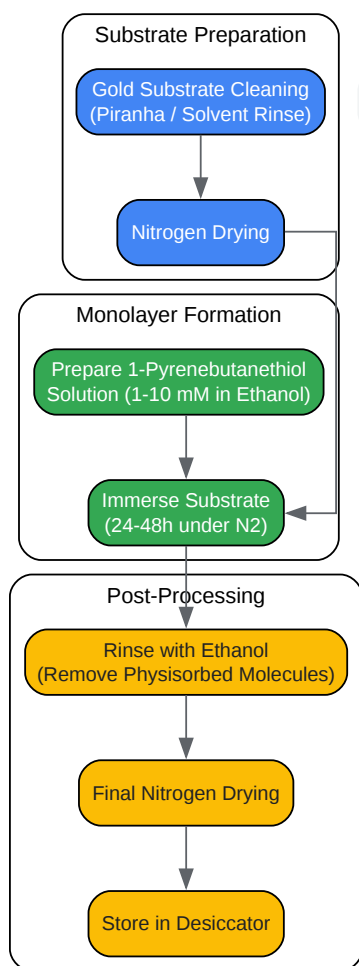 Substrate Preparation
Gold Substrate Cleaning
(Piranha / Solvent Rinse)
Nitrogen Drying
Monolayer Formation
Prepare 1-Pyrenebutanethiol
Solution (1-10 mM in Ethanol)
Immerse Substrate
(24-48h under N2)
Post-Processing
Rinse with Ethanol
(Remove Physisorbed Molecules)
Final Nitrogen Drying
Store in Desiccator